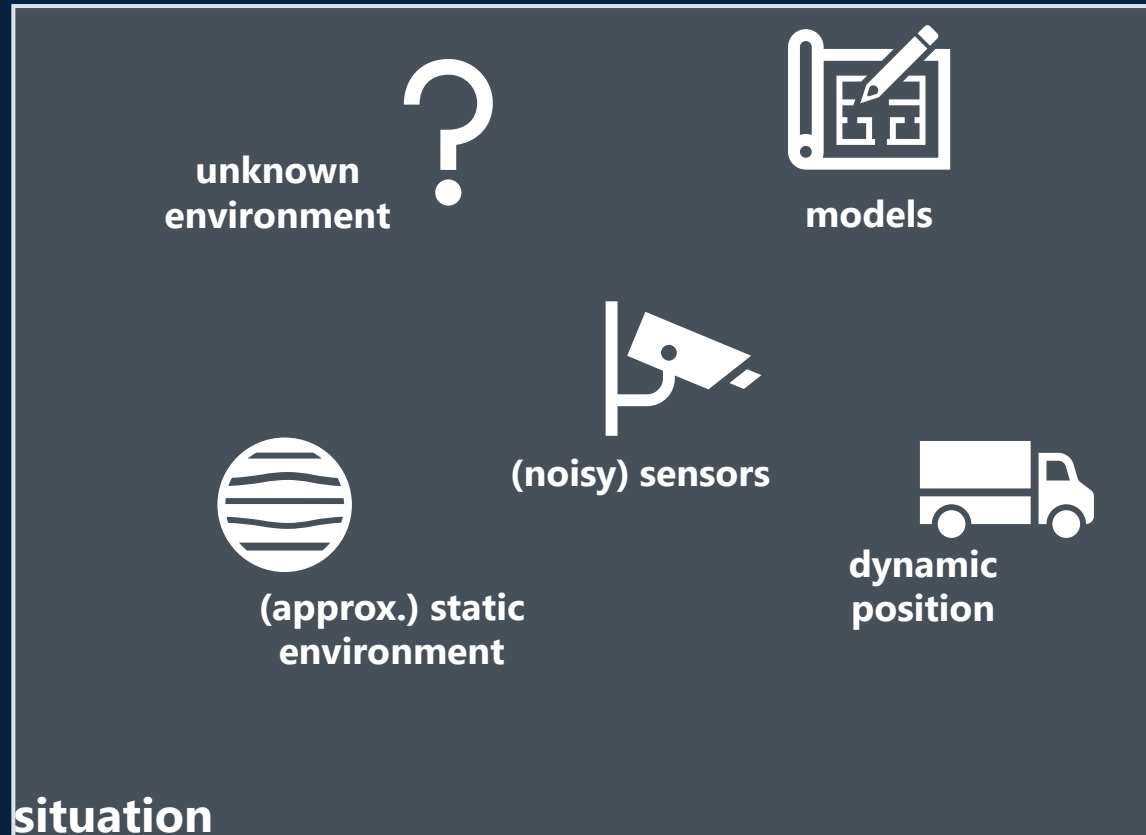 unknown
environment
models
(noisy) sensors
(approx.) static
environment
dynamic
position
situation